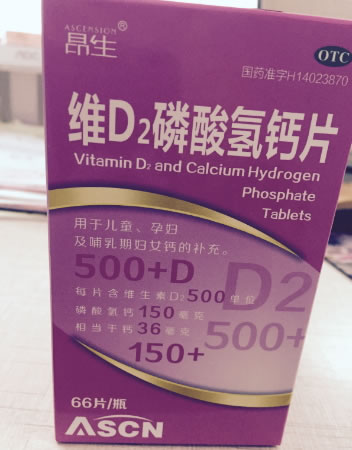 ASCENSION
昂生®
OTC
国药准字H14023870
维D2磷酸氢钙片
Vitamin D2 and Calcium Hydrogen
Phosphate
Tablets
用于儿童、孕妇
及哺乳期妇女钙的补充。
500+D
D2
每片含维生素D2 500单位
磷酸氢钙150毫克
500+
相当于钙36毫克
150+
66片/瓶
ASCN